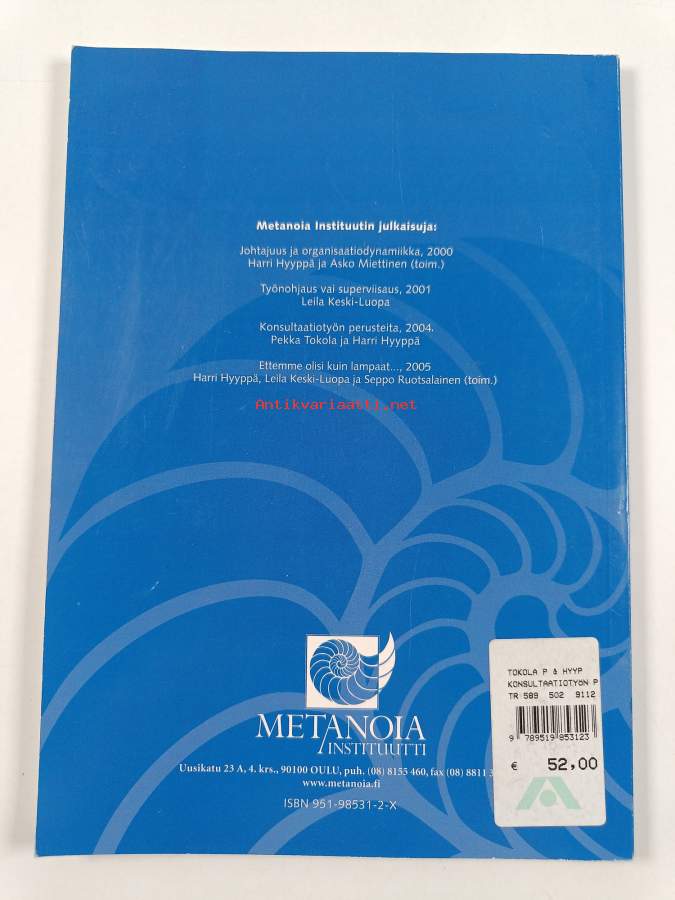 Metanoia Instituutin julkaisuja:
Johtajuus ja organisaatiodynamiikka, 2000
Harri Hyyppä ja Asko Miettinen (toim.)
Työnohjaus vai superviisaus, 2001
Leila Keski-Luopa
Konsultaatiotyön perusteita, 2004.
Pekka Tokola ja Harri Hyyppä
Ettemme olisi kuin lampaat..., 2005
Harri Hyyppä, Leila Keski-Luopa ja Seppo Ruotsalainen (toim.)
Antikvariaatti.net
METANOIA
INSTITUUTTI
Uusikatu 23 A, 4. krs., 90100 OULU, puh. (08) 8155 460, fax (08) 8811 3
www.metanoia.fi
ISBN 951-98531-2-X
TOKOLA P & HYYP
KONSULTAATIOTYÖN P
TR 589 502 9112
9 789519 853123
€ 52,00